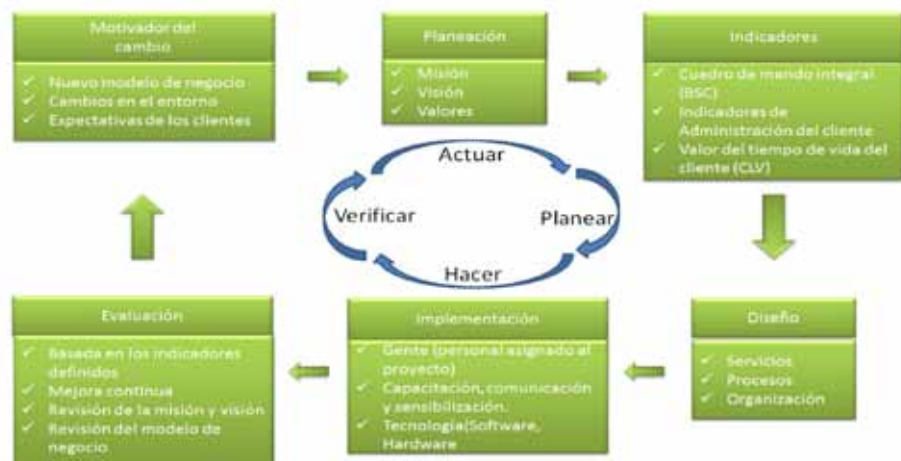 Motivador del
cambio
✓ Nuevo modelo de negocio
✓ Cambios en el entorno
✓ Expectativas de los clientes
Planeación
✓ Misión
✓ Visión
✓ Valores
Indicadores
✓ Cuadro de mando integral
(BSC)
✓ Indicadores de
Administración del cliente
✓ Valor del tiempo de vida del
cliente (CLV)
Actuar
Verificar
Planear
Hacer
Evaluación
✓ Basada en los indicadores
definidos
✓ Mejora continua
✓ Revisión de la misión y visión
✓ Revisión del modelo de
negocio
Implementación
✓ Gente (personal asignado al
proyecto)
✓ Capacitación, comunicación
y sensibilización.
✓ Tecnología(Software,
Hardware
Diseño
✓ Servicios
✓ Procesos
✓ Organización